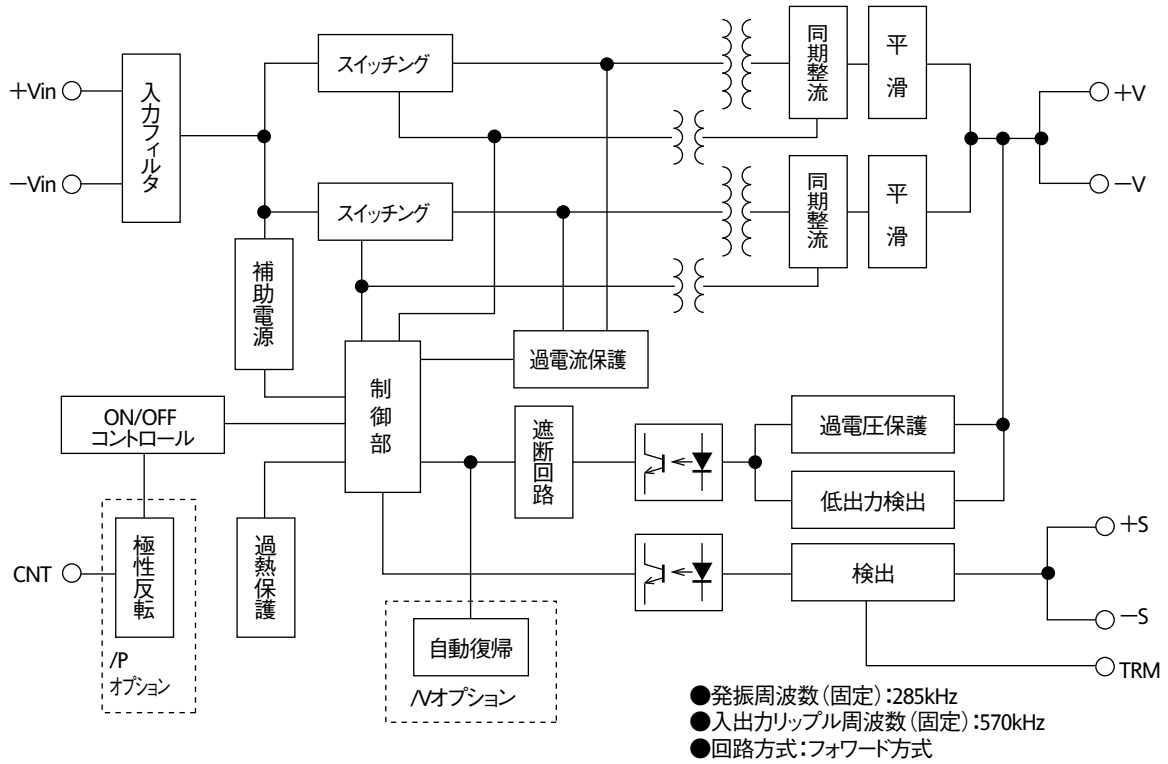 ＋Vin
－Vin
入力フィルタ
スイッチング
同期整流
平滑
＋V
－V
スイッチング
同期整流
平滑
補助電源
過電流保護
制御部
ON/OFF
コントロール
遮断回路
過電圧保護
低出力検出
CNT
極性反転
/P
オプション
過熱保護
自動復帰
/Vオプション
検出
＋S
－S
TRM
●発振周波数（固定）：285kHz
●入出力リップル周波数（固定）：570kHz
●回路方式：フォワード方式